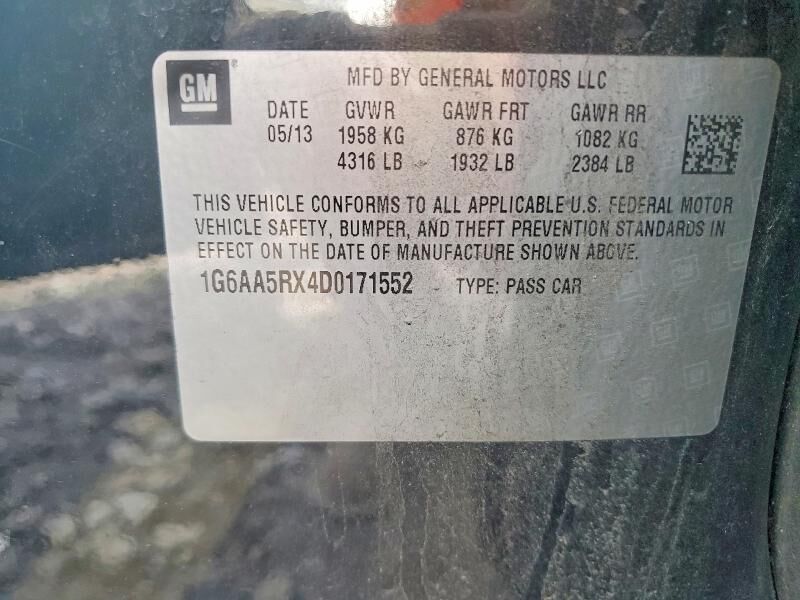 GM ® MFD BY GENERAL MOTORS LLC
DATE GVWR GAWR FRT GAWR RR
05/13 1958 KG 876 KG 1082 KG
4316 LB 1932 LB 2384 LB
THIS VEHICLE CONFORMS TO ALL APPLICABLE U.S. FEDERAL MOTOR
VEHICLE SAFETY, BUMPER, AND THEFT PREVENTION STANDARDS IN
EFFECT ON THE DATE OF MANUFACTURE SHOWN ABOVE.
1G6AA5RX4D0171552 TYPE: PASS CAR